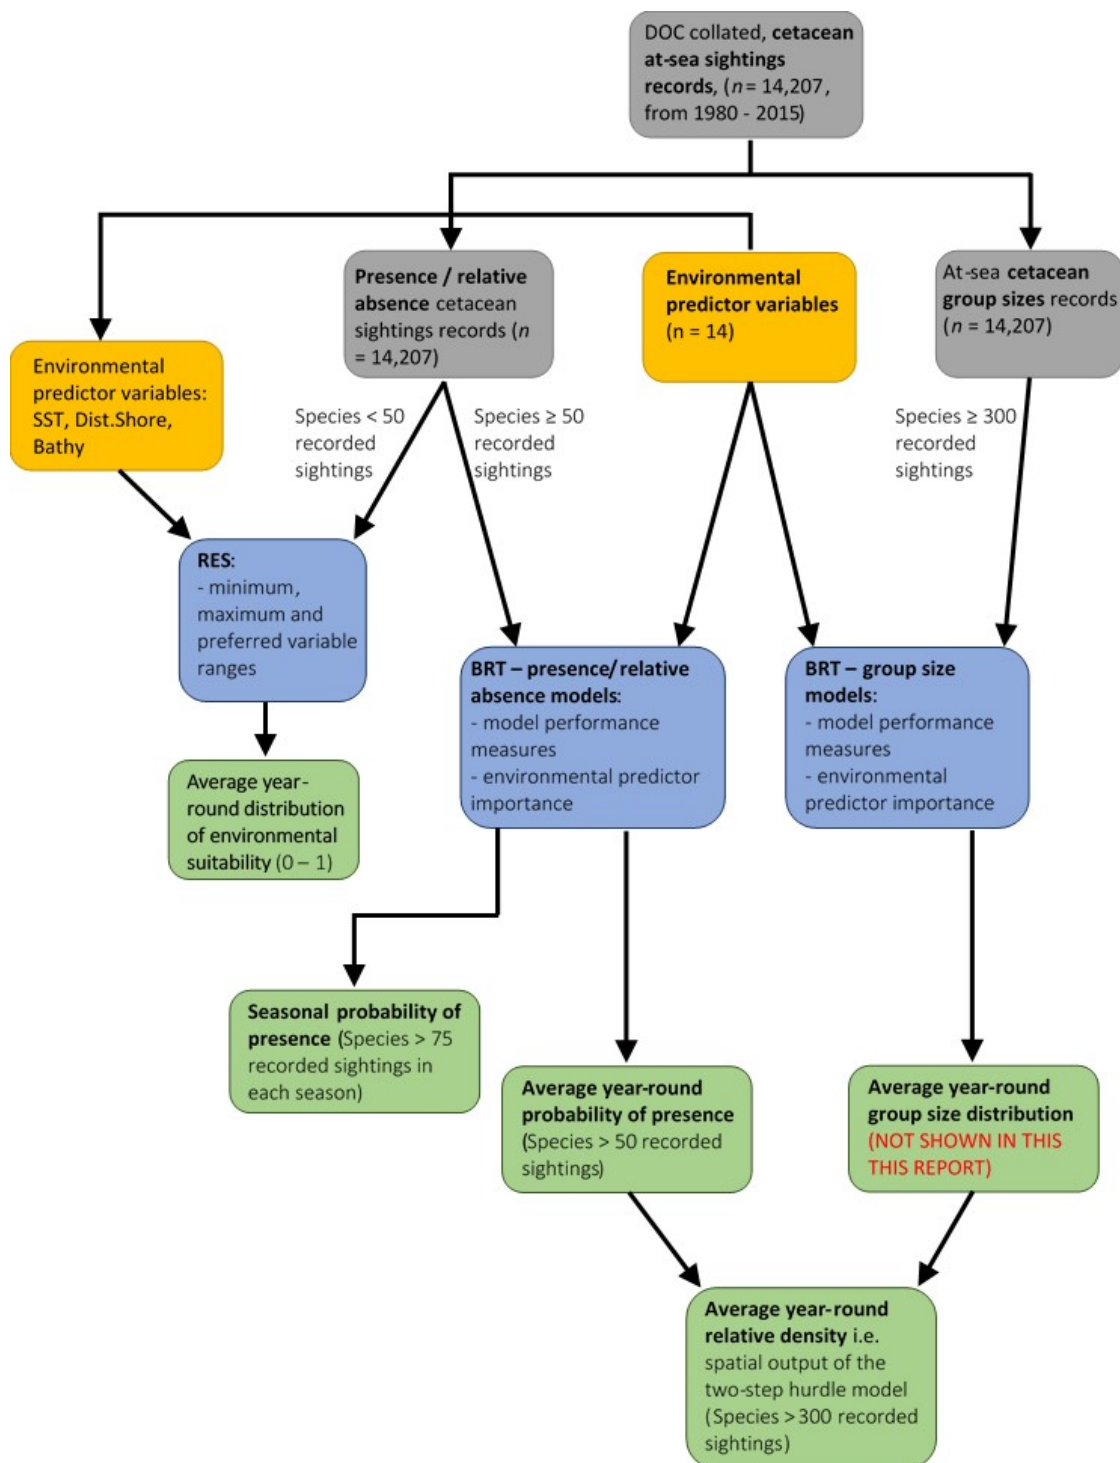 DOC collated, cetacean
at-sea sightings
records, (n = 14,207,
from 1980 - 2015)
Presence / relative
absence cetacean
sightings records (n
= 14,207)
Environmental
predictor variables
(n = 14)
At-sea cetacean
group sizes records
(n = 14,207)
Environmental
predictor variables:
SST, Dist.Shore,
Bathy
Species < 50
recorded
sightings
Species ≥ 50
recorded
sightings
Species ≥ 300
recorded
sightings
RES:
- minimum,
maximum and
preferred variable
ranges
BRT – presence/relative
absence models:
- model performance
measures
- environmental predictor
importance
BRT – group size
models:
- model performance
measures
- environmental
predictor importance
Average year-
round distribution
of environmental
suitability (0 – 1)
Seasonal probability of
presence (Species > 75
recorded sightings in
each season)
Average year-round
probability of presence
(Species > 50 recorded
sightings)
Average year-round
group size distribution
(NOT SHOWN IN THIS
THIS REPORT)
Average year-round
relative density i.e.
spatial output of the
two-step hurdle model
(Species > 300 recorded
sightings)